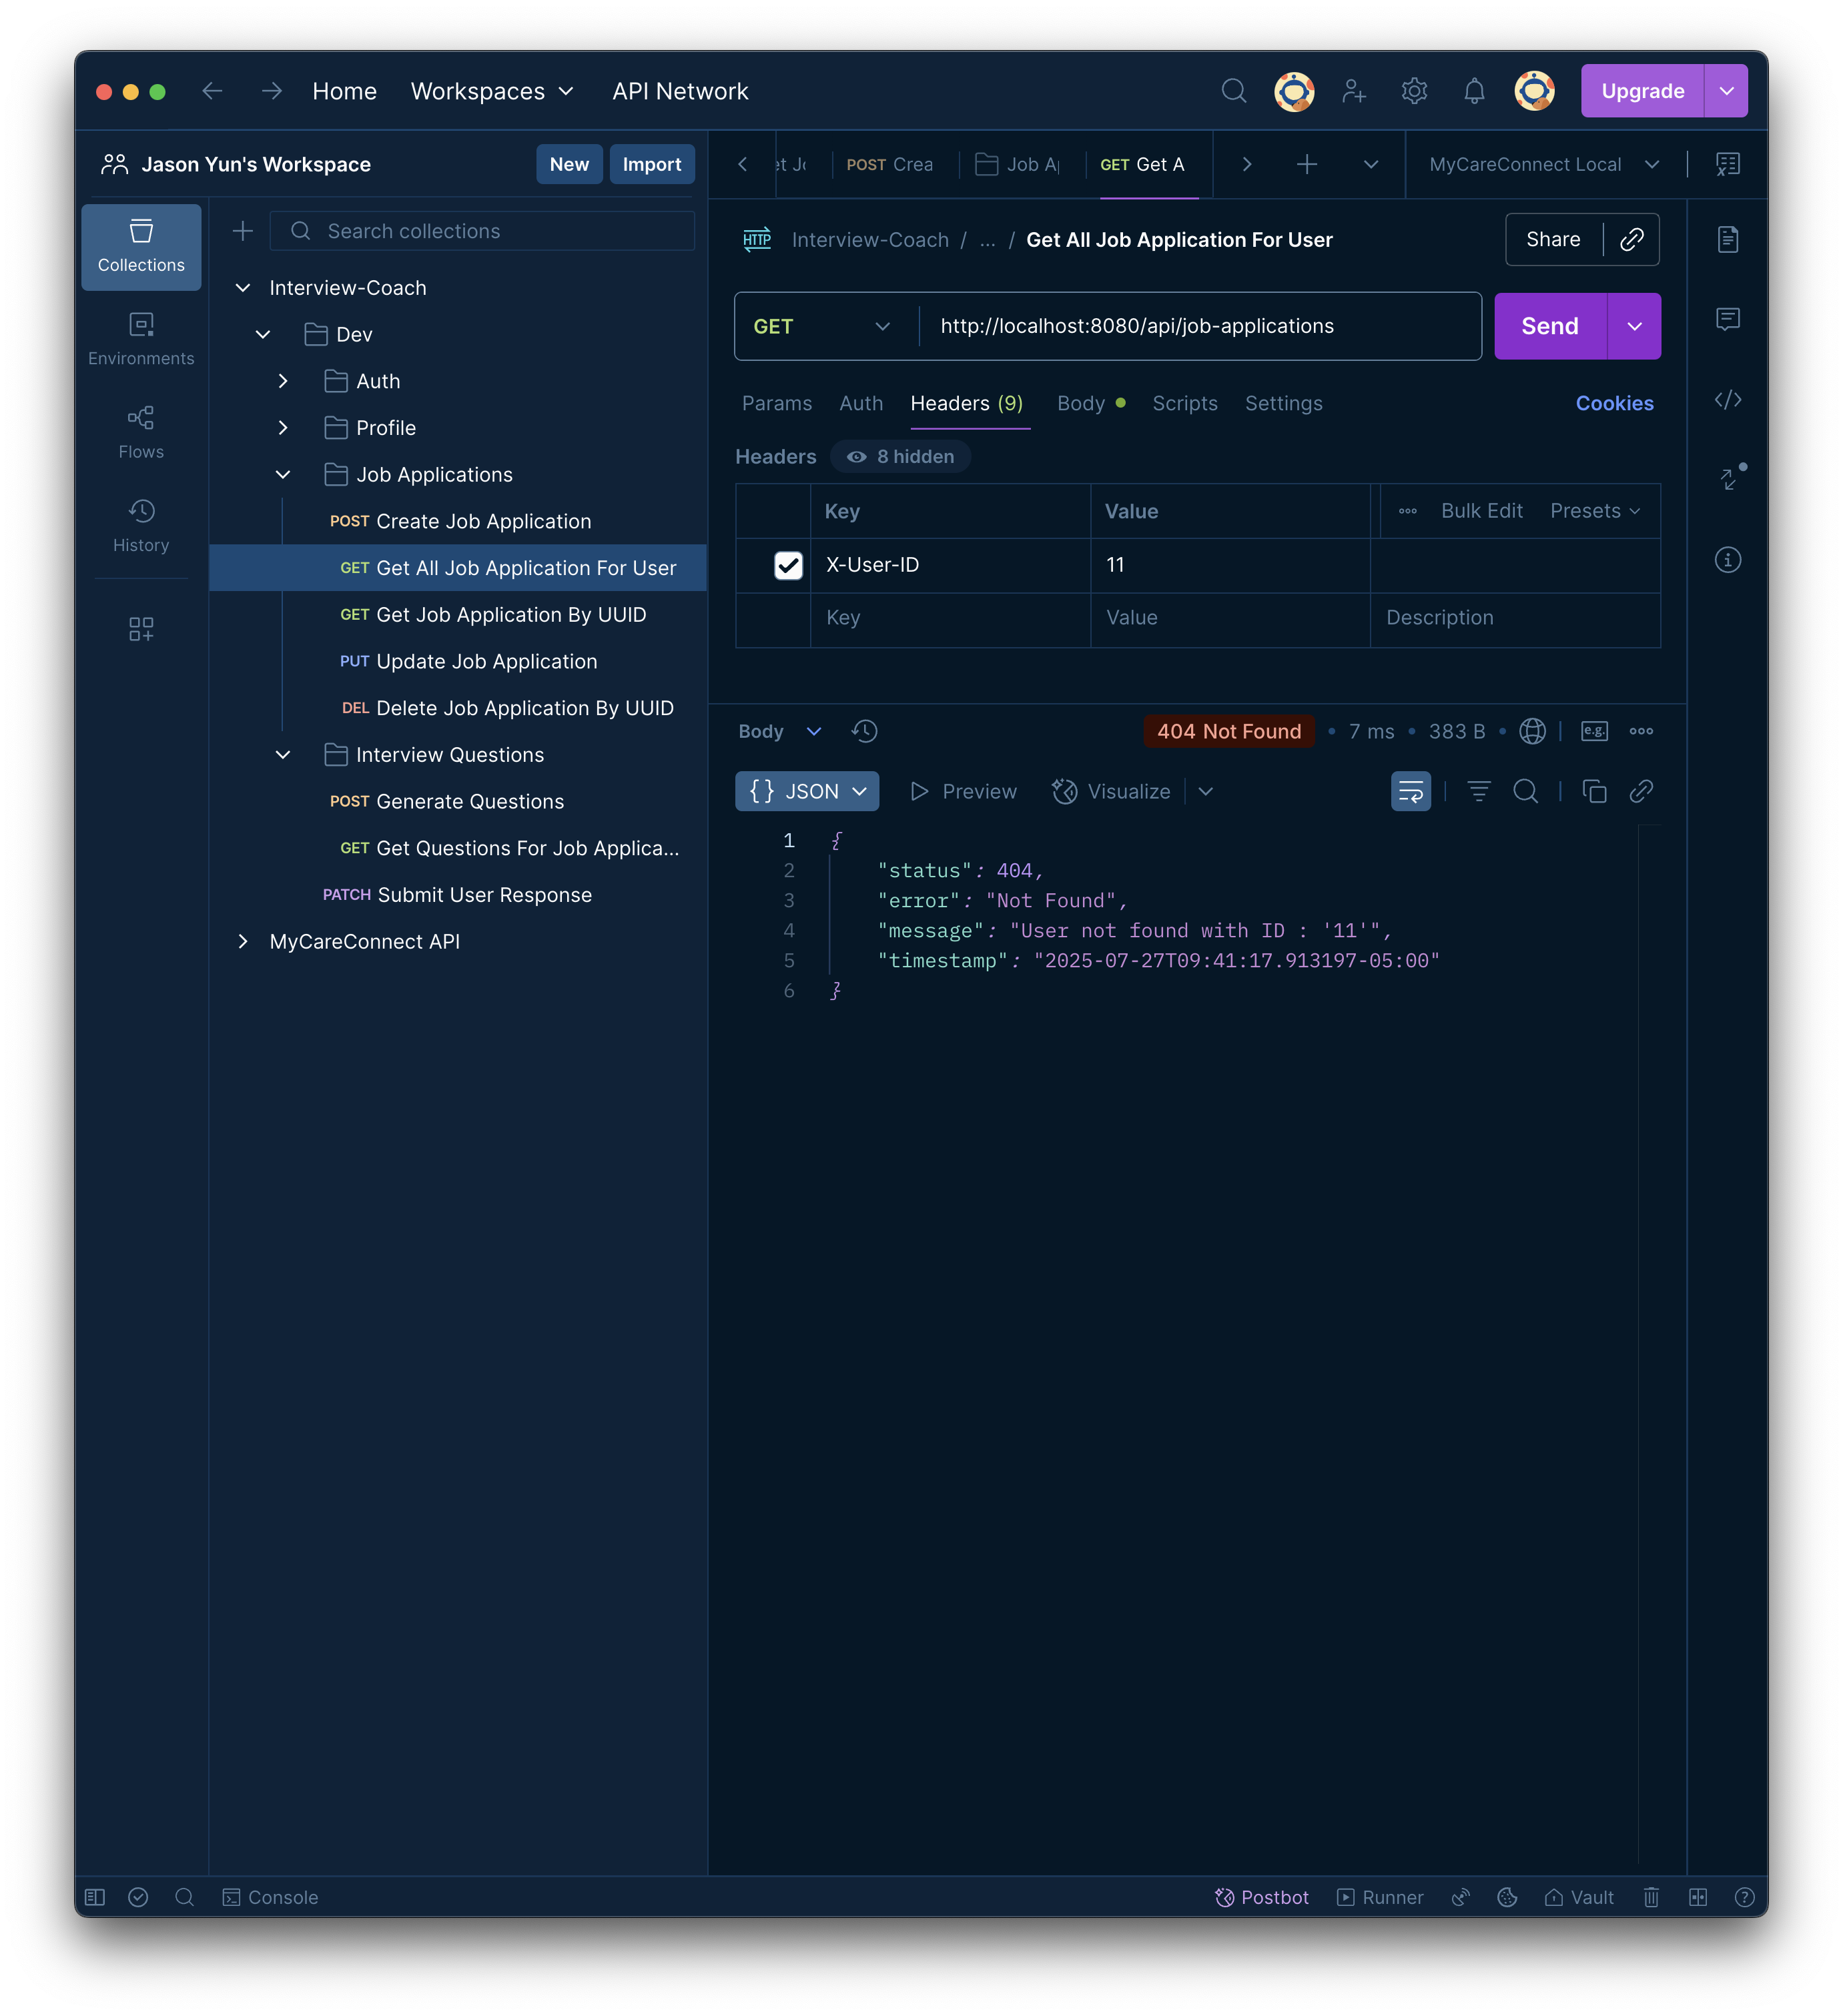 Home Workspaces API Network Upgrade
Jason Yun's Workspace New Import
POST Crea Job A GET Get A MyCareConnect Local
Collections
Environments
Flows
History
Search collections
Interview-Coach
Dev
Auth
Profile
Job Applications
POST Create Job Application
GET Get All Job Application For User
GET Get Job Application By UUID
PUT Update Job Application
DEL Delete Job Application By UUID
Interview Questions
POST Generate Questions
GET Get Questions For Job Applica...
PATCH Submit User Response
MyCareConnect API
HTTP Interview-Coach / ... / Get All Job Application For User Share
GET http://localhost:8080/api/job-applications Send
Params Auth Headers (9) Body Scripts Settings Cookies
Headers 8 hidden
Key Value Bulk Edit Presets
X-User-ID 11
Key Value Description
Body 404 Not Found • 7 ms • 383 B • e.g.
{ } JSON Preview Visualize
1 {
2 "status": 404,
3 "error": "Not Found",
4 "message": "User not found with ID : '11'",
5 "timestamp": "2025-07-27T09:41:17.913197-05:00"
6 }
Console Postbot Runner Vault